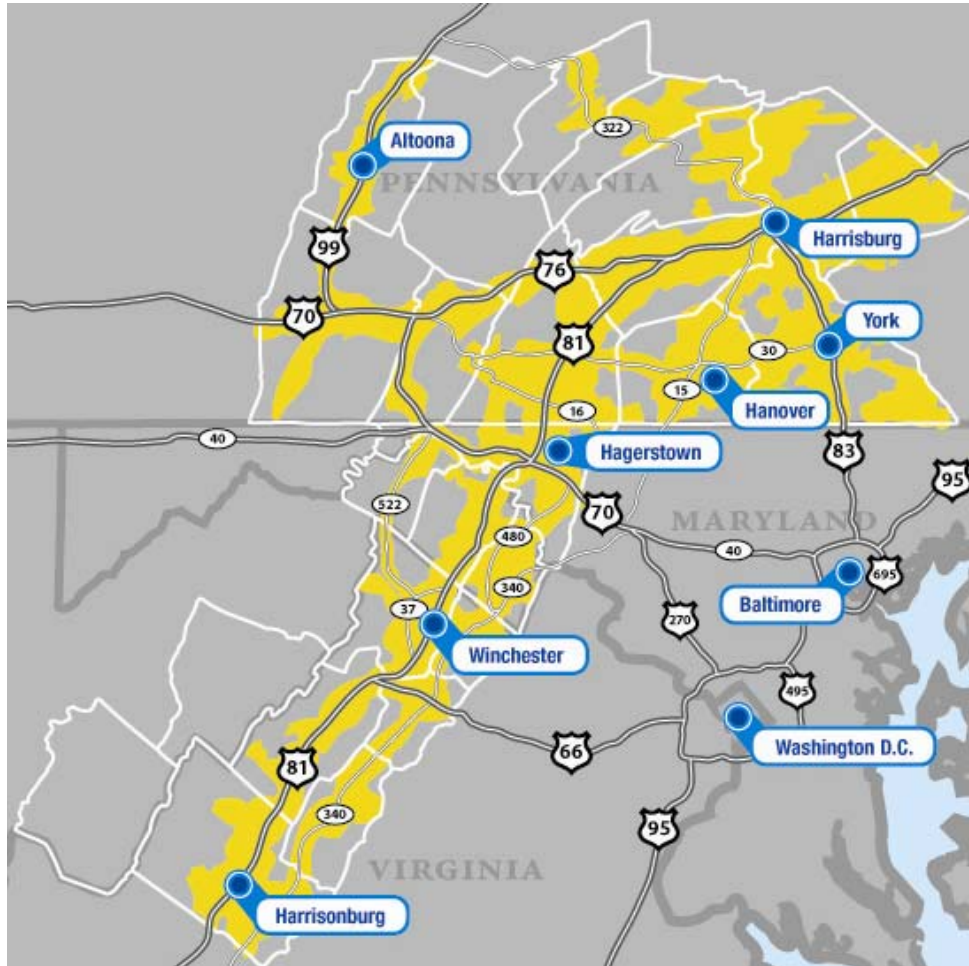 322
Altoona
PENNSYLVANIA
Harrisburg
99
76
70
81
York
30
15
Hanover
16
40
Hagerstown
83
95
522
70
MARYLAND
480
40
340
695
Baltimore
37
270
Winchester
495
Washington D.C.
66
81
340
95
VIRGINIA
Harrisonburg